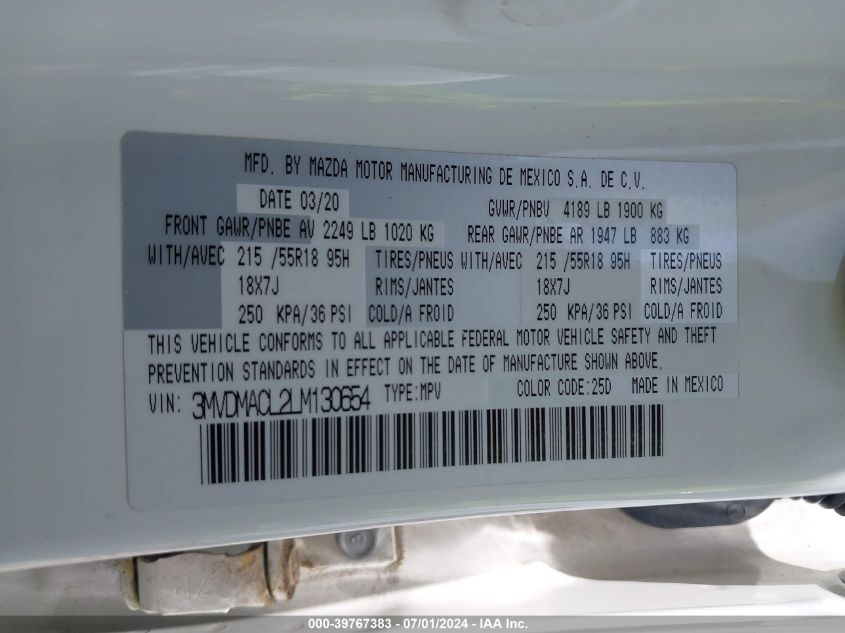 MFD. BY MAZDA MOTOR MANUFACTURING DE MEXICO S.A. DE C.V.
DATE 03/20 GVWR/PNBV 4189 LB 1900 KG
FRONT GAWR/PNBE AV 2249 LB 1020 KG REAR GAWR/PNBE AR 1947 LB 883 KG
WITH/AVEC 215 /55R18 95H TIRES/PNEUS WITH/AVEC 215 /55R18 95H TIRES/PNEUS
18X7J RIMS/JANTES 18X7J RIMS/JANTES
250 KPA/36 PSI COLD/A FROID 250 KPA/36 PSI COLD/A FROID
THIS VEHICLE CONFORMS TO ALL APPLICABLE FEDERAL MOTOR VEHICLE SAFETY AND THEFT
PREVENTION STANDARDS IN EFFECT ON THE DATE OF MANUFACTURE SHOWN ABOVE.
VIN: 3MVDMACL2LM130654 TYPE:MPV COLOR CODE:25D MADE IN MEXICO
000-39767383 - 07/01/2024 - IAA Inc.